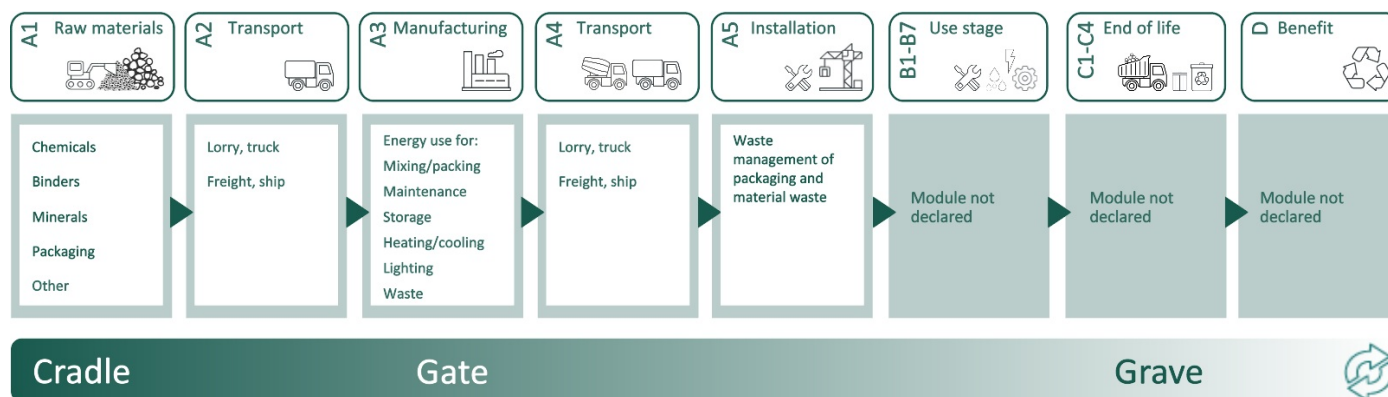 A1 Raw materials
A2 Transport
A3 Manufacturing
A4 Transport
A5 Installation
B1-B7 Use stage
C1-C4 End of life
D Benefit
Chemicals
Binders
Minerals
Packaging
Other
Lorry, truck
Freight, ship
Energy use for:
Mixing/packing
Maintenance
Storage
Heating/cooling
Lighting
Waste
Lorry, truck
Freight, ship
Waste
management of
packaging and
material waste
Module not
declared
Module not
declared
Module not
declared
Cradle
Gate
Grave